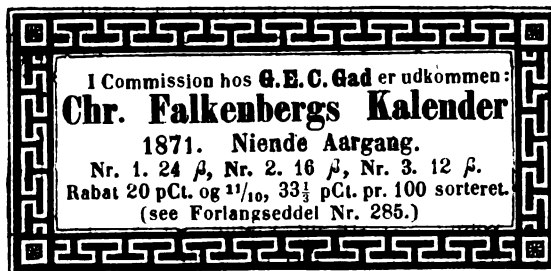 I Commission hos G. E. C. Gad er udkommen:
Chr. Falkenbergs Kalender
1871. Niende Aargang.
Nr. 1. 24 β, Nr. 2. 16 β, Nr. 3. 12 β.
Rabat 20 pCt. og 11/10, 33⅓ pCt. pr. 100 sorteret.
(see Forlangseddel Nr. 285.)